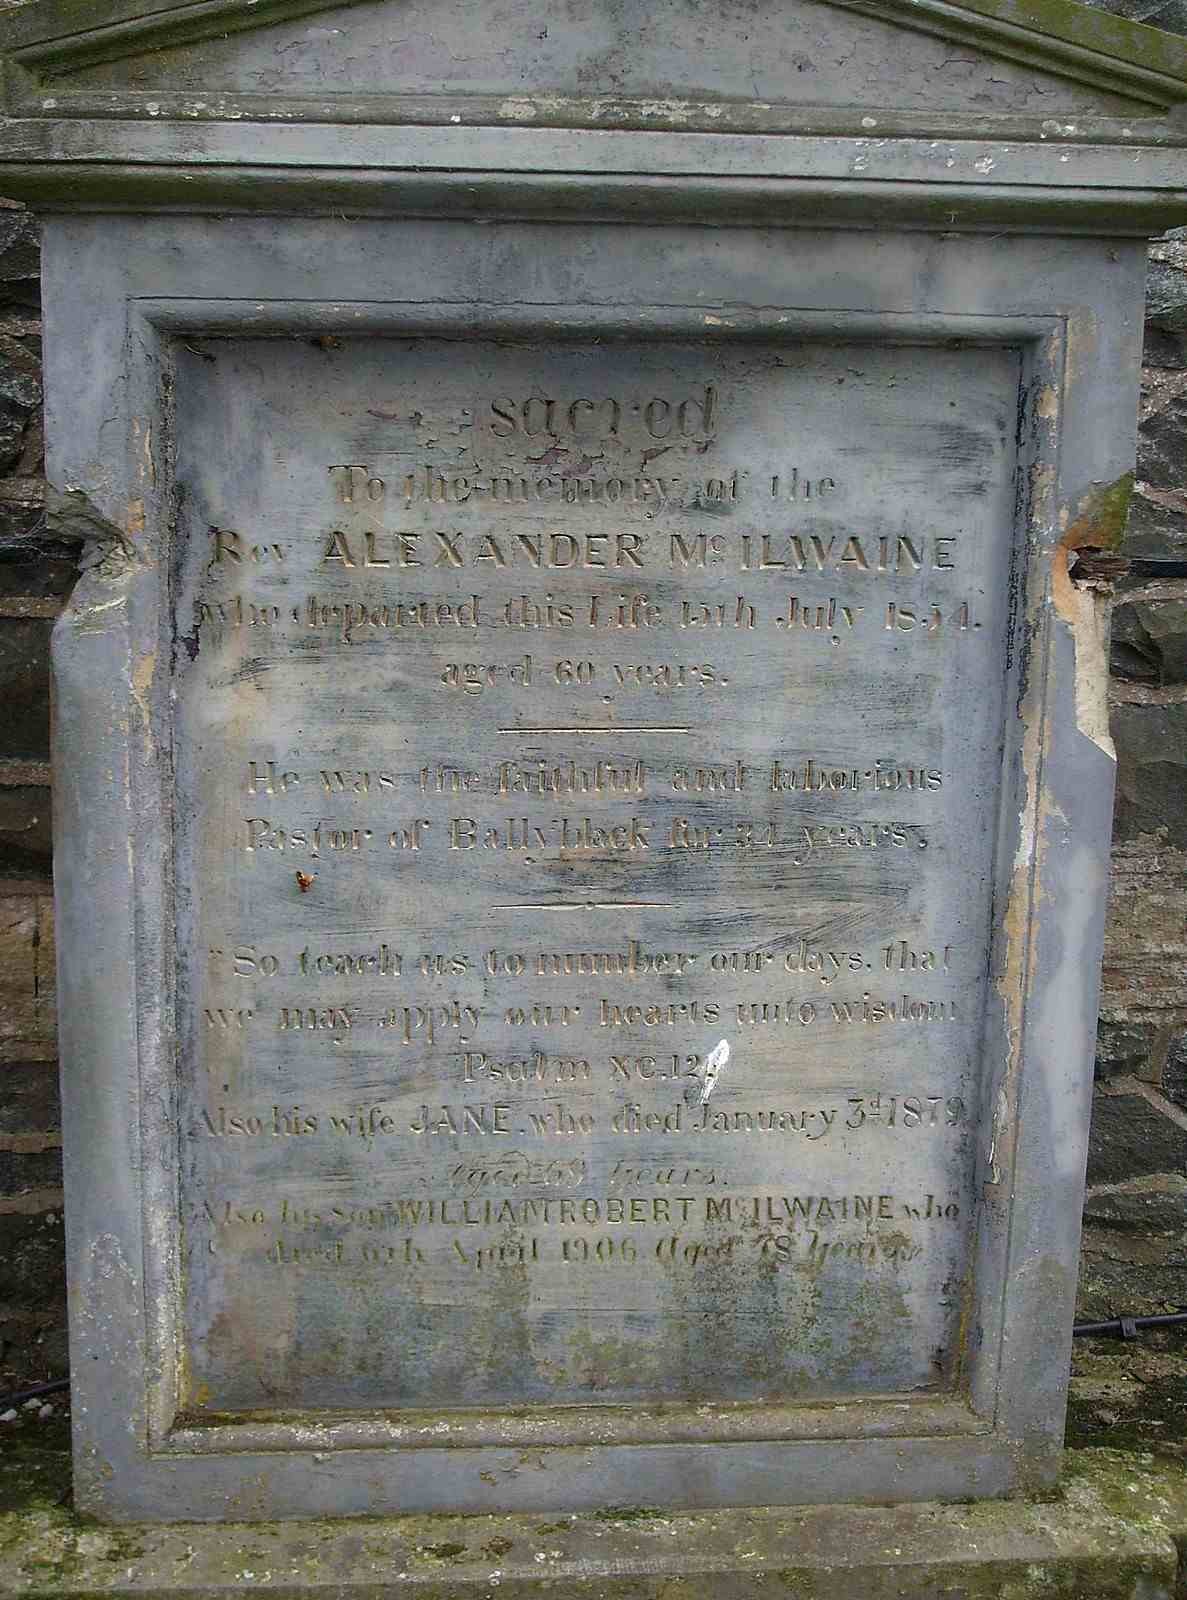 sacred
To the memory of the
Rev ALEXANDER McILWAINE
who departed this Life 15th July 1854.
aged 60 years.
He was the faithful and laborious
Pastor of Ballyblack for 34 years.
"So teach us to number our days, that
we may apply our hearts unto wisdom
Psalm XC.12.
Also his wife JANE, who died January 3d 1879.
Aged 69 Years.
Also his son WILLIAM ROBERT McILWAINE who
died 6th April 1906 Aged 78 Years